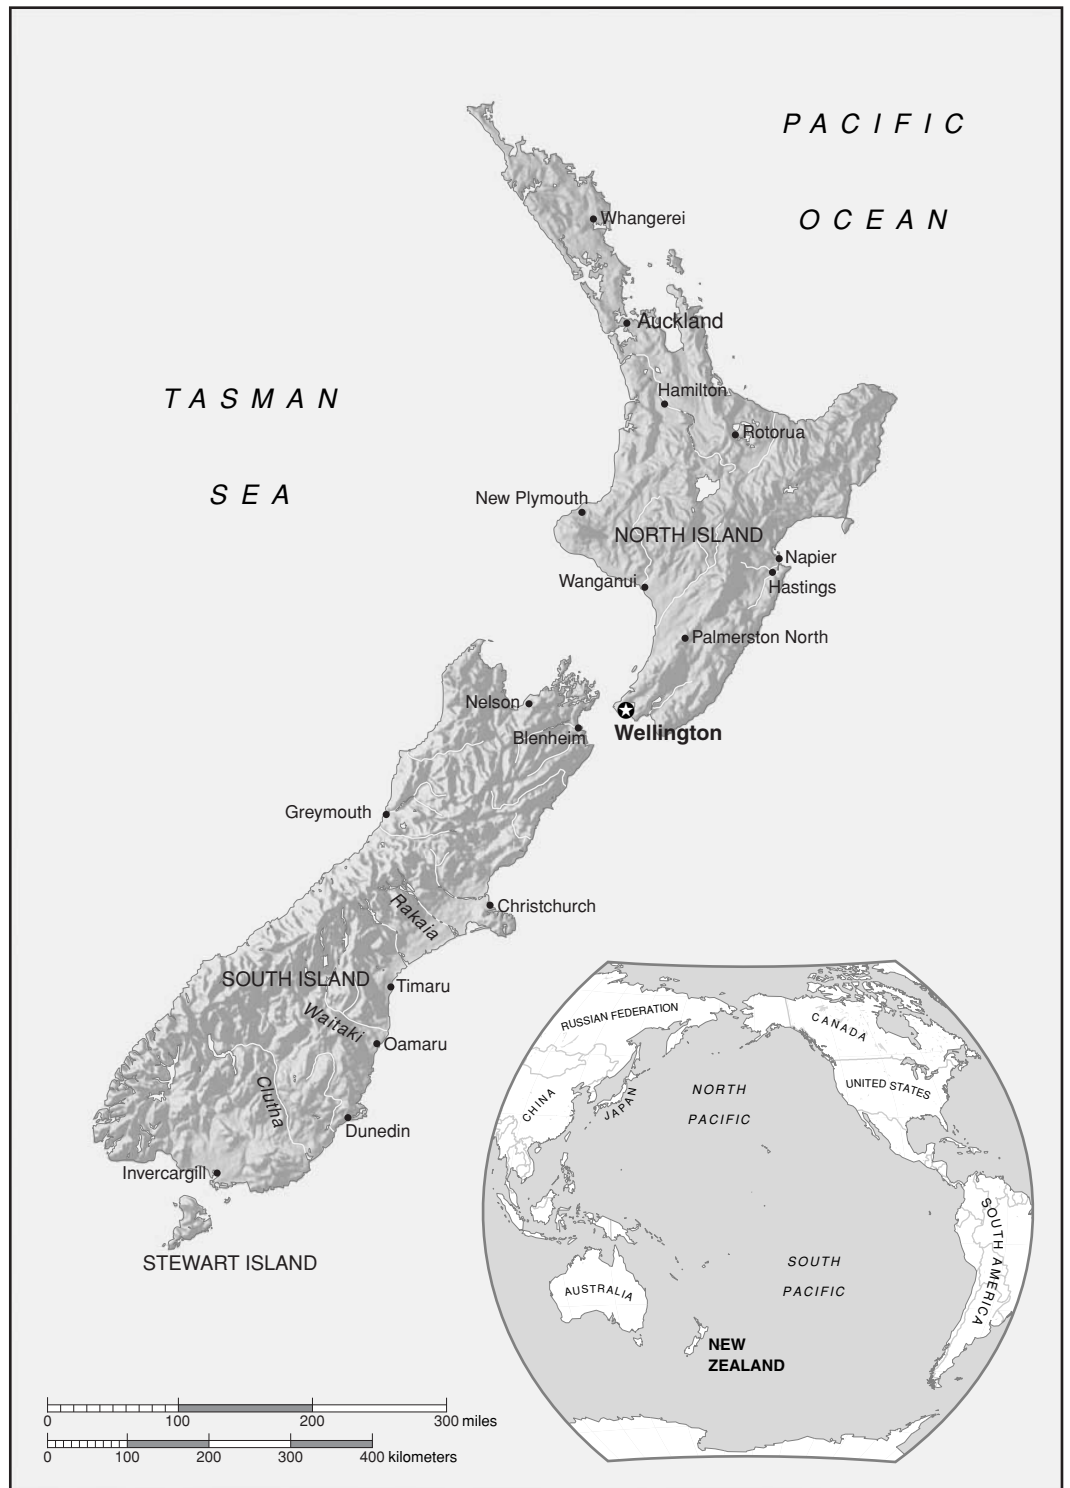 PACIFIC
OCEAN
Whangerei
Auckland
TASMAN
SEA
Hamilton
Rotorua
New Plymouth
NORTH ISLAND
Napier
Wanganui
Hastings
Palmerston North
Nelson
Blenheim
Wellington
Greymouth
Rakaia
Christchurch
SOUTH ISLAND
Timaru
Waitaki
Oamaru
Clutha
Dunedin
Invercargill
STEWART ISLAND
RUSSIAN FEDERATION
CANADA
CHINA
JAPAN
NORTH
PACIFIC
UNITED STATES
SOUTH AMERICA
SOUTH
PACIFIC
AUSTRALIA
NEW
ZEALAND
0 100 200 300 miles
0 100 200 300 400 kilometers